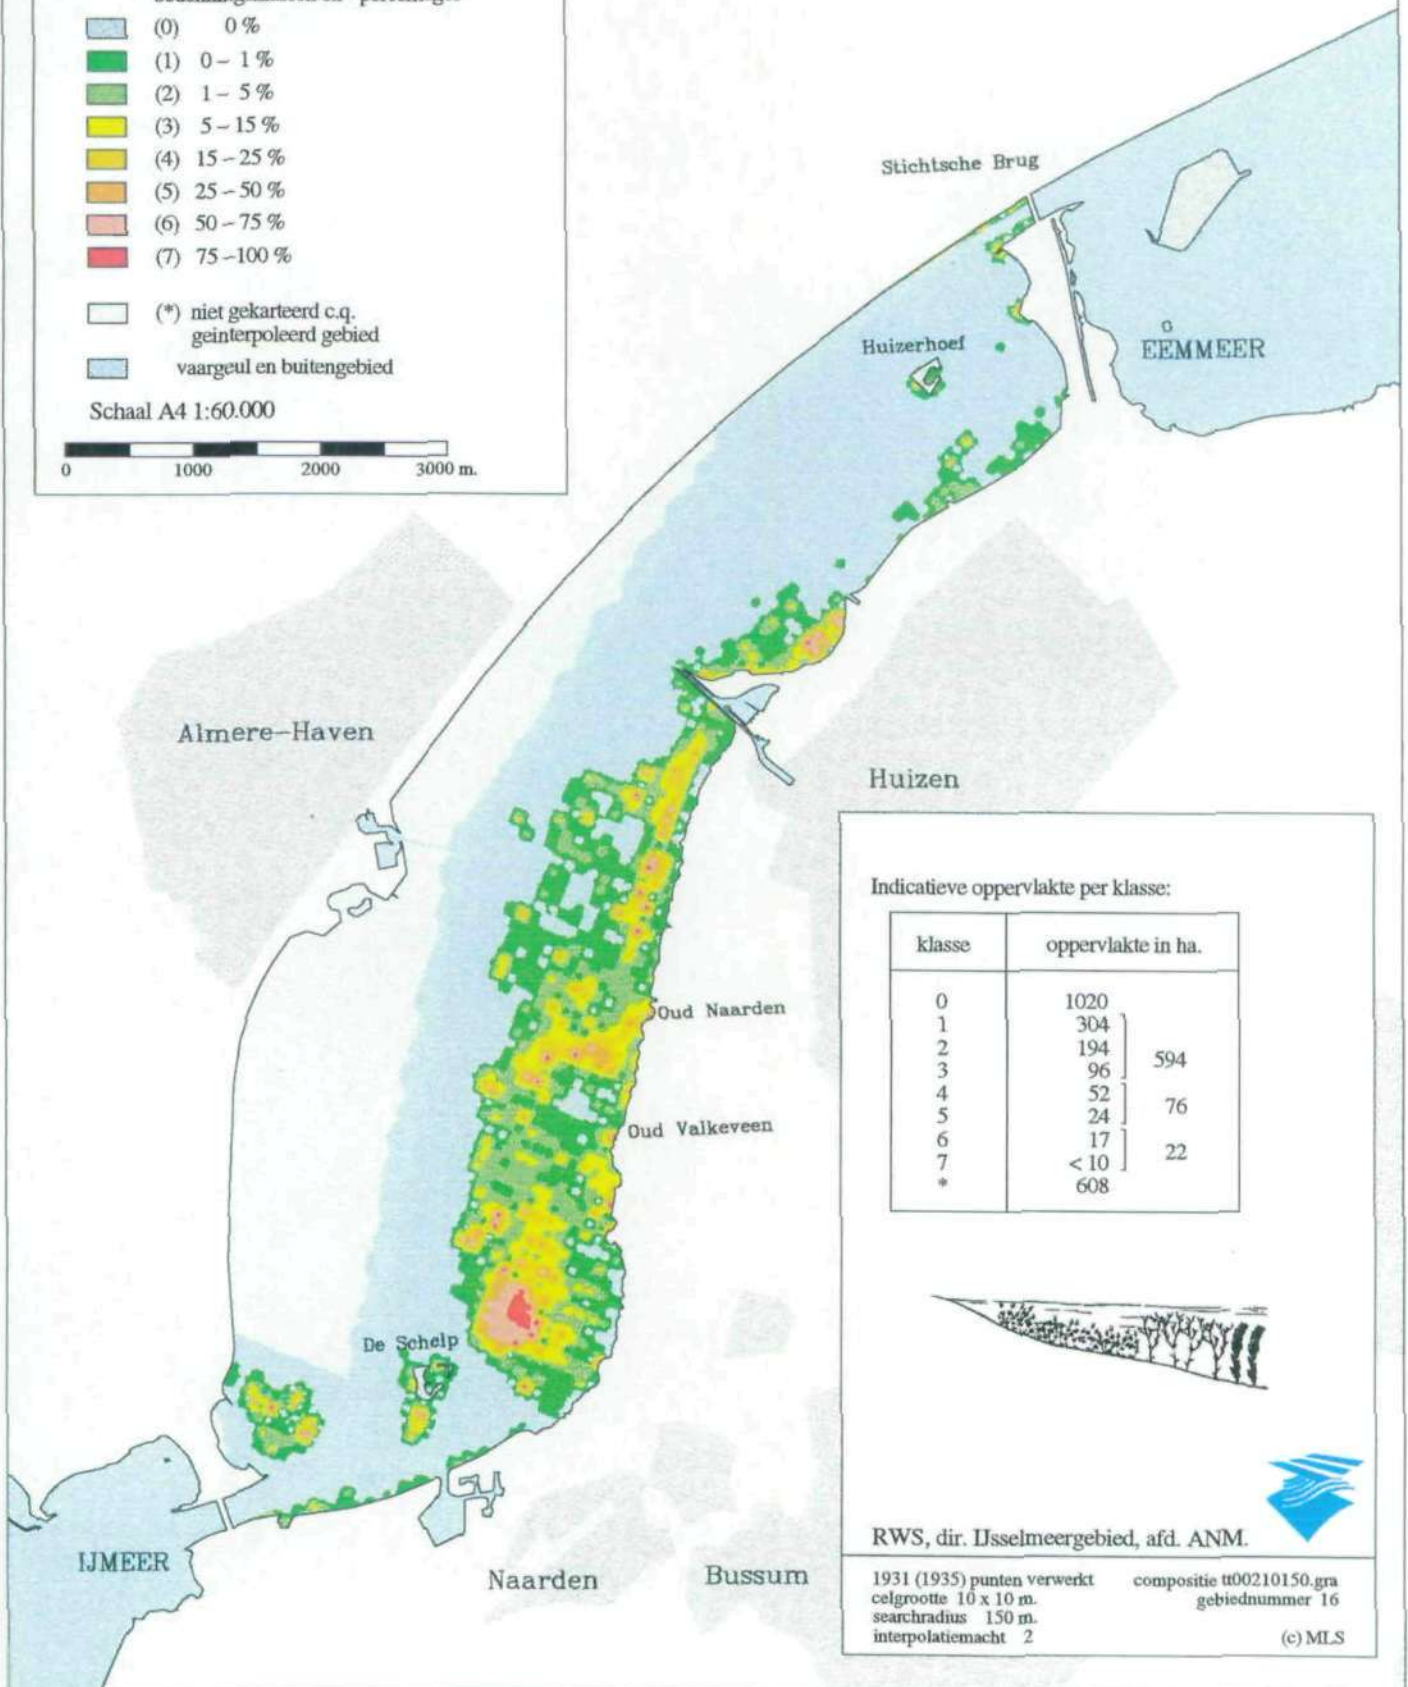 (0) 0 %
(1) 0 – 1 %
(2) 1 – 5 %
(3) 5 – 15 %
(4) 15 – 25 %
(5) 25 – 50 %
(6) 50 – 75 %
(7) 75 –100 %
(*) niet gekarteerd c.q.
geinterpoleerd gebied
vaargeul en buitengebied
Schaal A4 1:60.000
0 1000 2000 3000 m.
Stichtsche Brug
Huizerhoef
EEMMEER
Almere-Haven
Huizen
Oud Naarden
Oud Valkeveen
De Schelp
IJMEER
Naarden
Bussum
Indicatieve oppervlakte per klasse:
klasse oppervlakte in ha.
0 1020
1 304
2 194 594
3 96
4 52
5 24 76
6 17
7 < 10 22
* 608
RWS, dir. IJsselmeergebied, afd. ANM.
1931 (1935) punten verwerkt compositie tt00210150.gra
celgrootte 10 x 10 m. gebiednummer 16
searchradius 150 m.
interpolatiemacht 2 (c) MLS